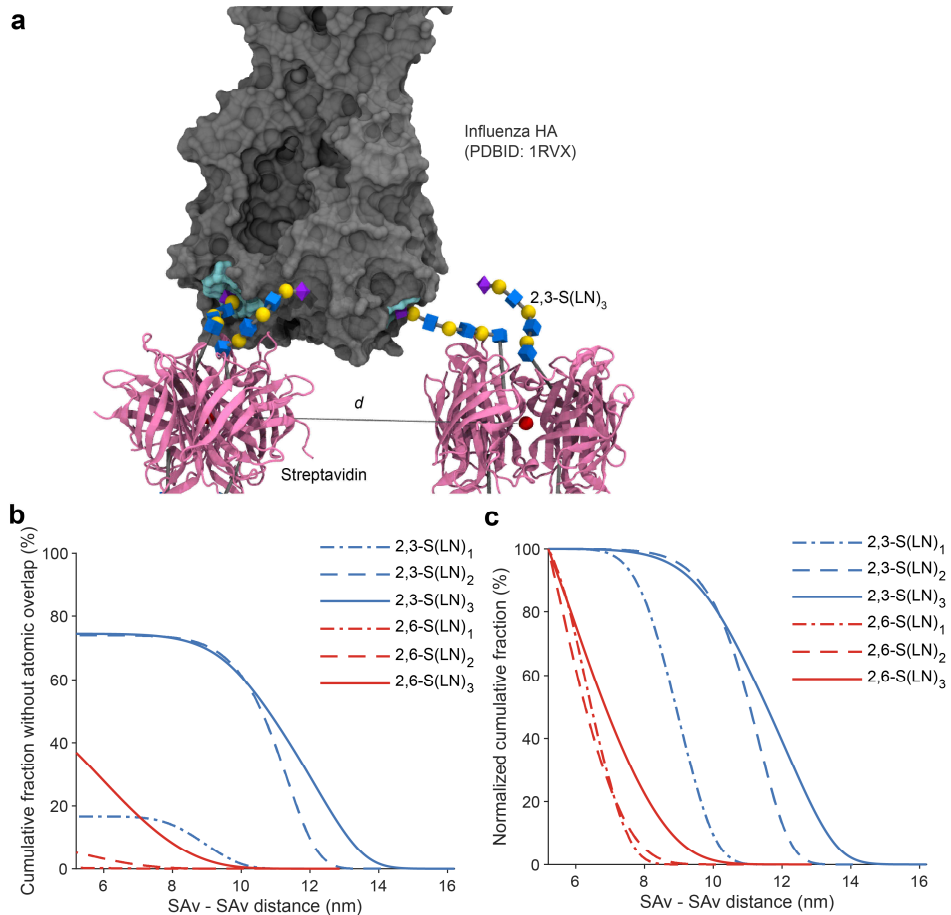 a
Influenza HA
(PDBID: 1RVX)
2,3-S(LN)3
d
Streptavidin
b
Cumulative fraction without atomic overlap (%)
100
80
60
40
20
0
6 8 10 12 14 16
SAv - SAv distance (nm)
2,3-S(LN)1
2,3-S(LN)2
2,3-S(LN)3
2,6-S(LN)1
2,6-S(LN)2
2,6-S(LN)3
c
Normalized cumulative fraction (%)
100
80
60
40
20
0
6 8 10 12 14 16
SAv - SAv distance (nm)
2,3-S(LN)1
2,3-S(LN)2
2,3-S(LN)3
2,6-S(LN)1
2,6-S(LN)2
2,6-S(LN)3